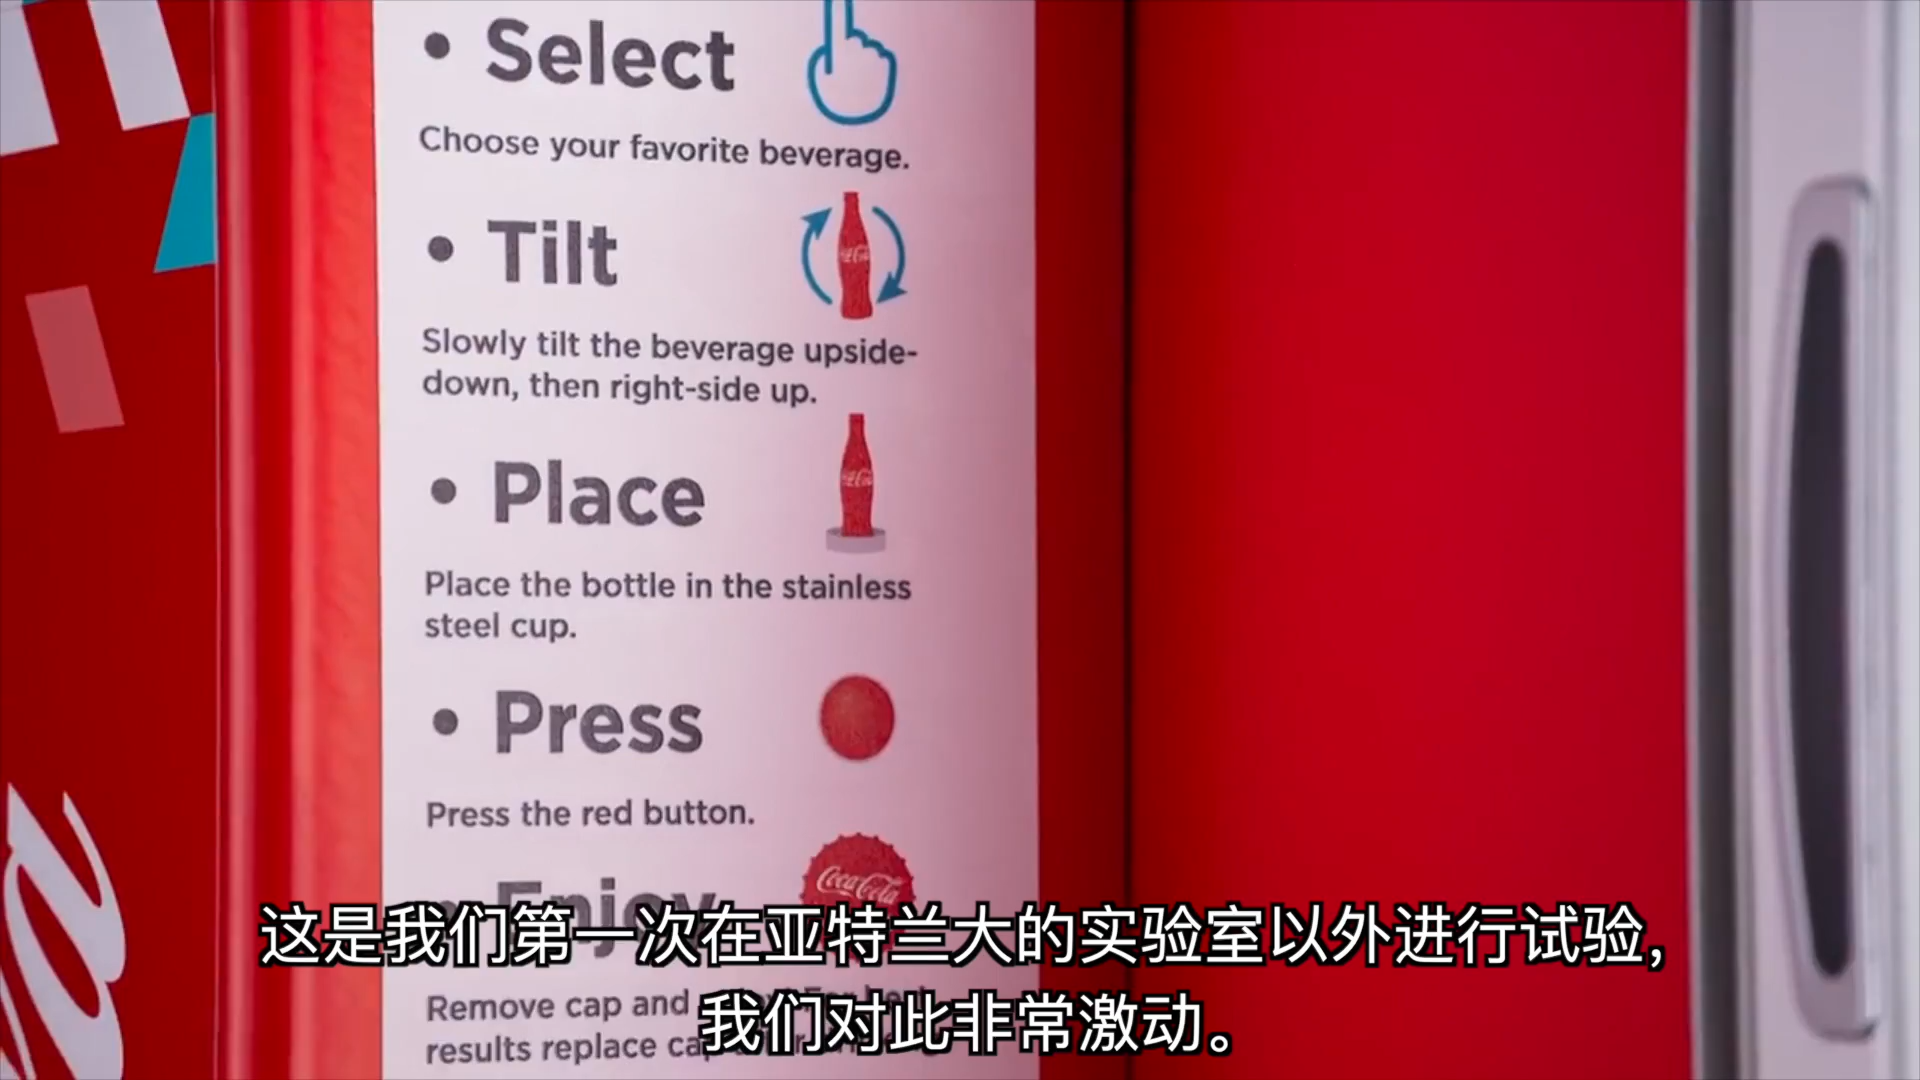 • Select
Choose your favorite beverage.
• Tilt
Slowly tilt the beverage upside-
down, then right-side up.
• Place
Place the bottle in the stainless
steel cup.
• Press
Press the red button.
• Enjoy
Coca-Cola
Remove cap and
results replace
这是我们第一次在亚特兰大的实验室以外进行试验，
我们对此非常激动。